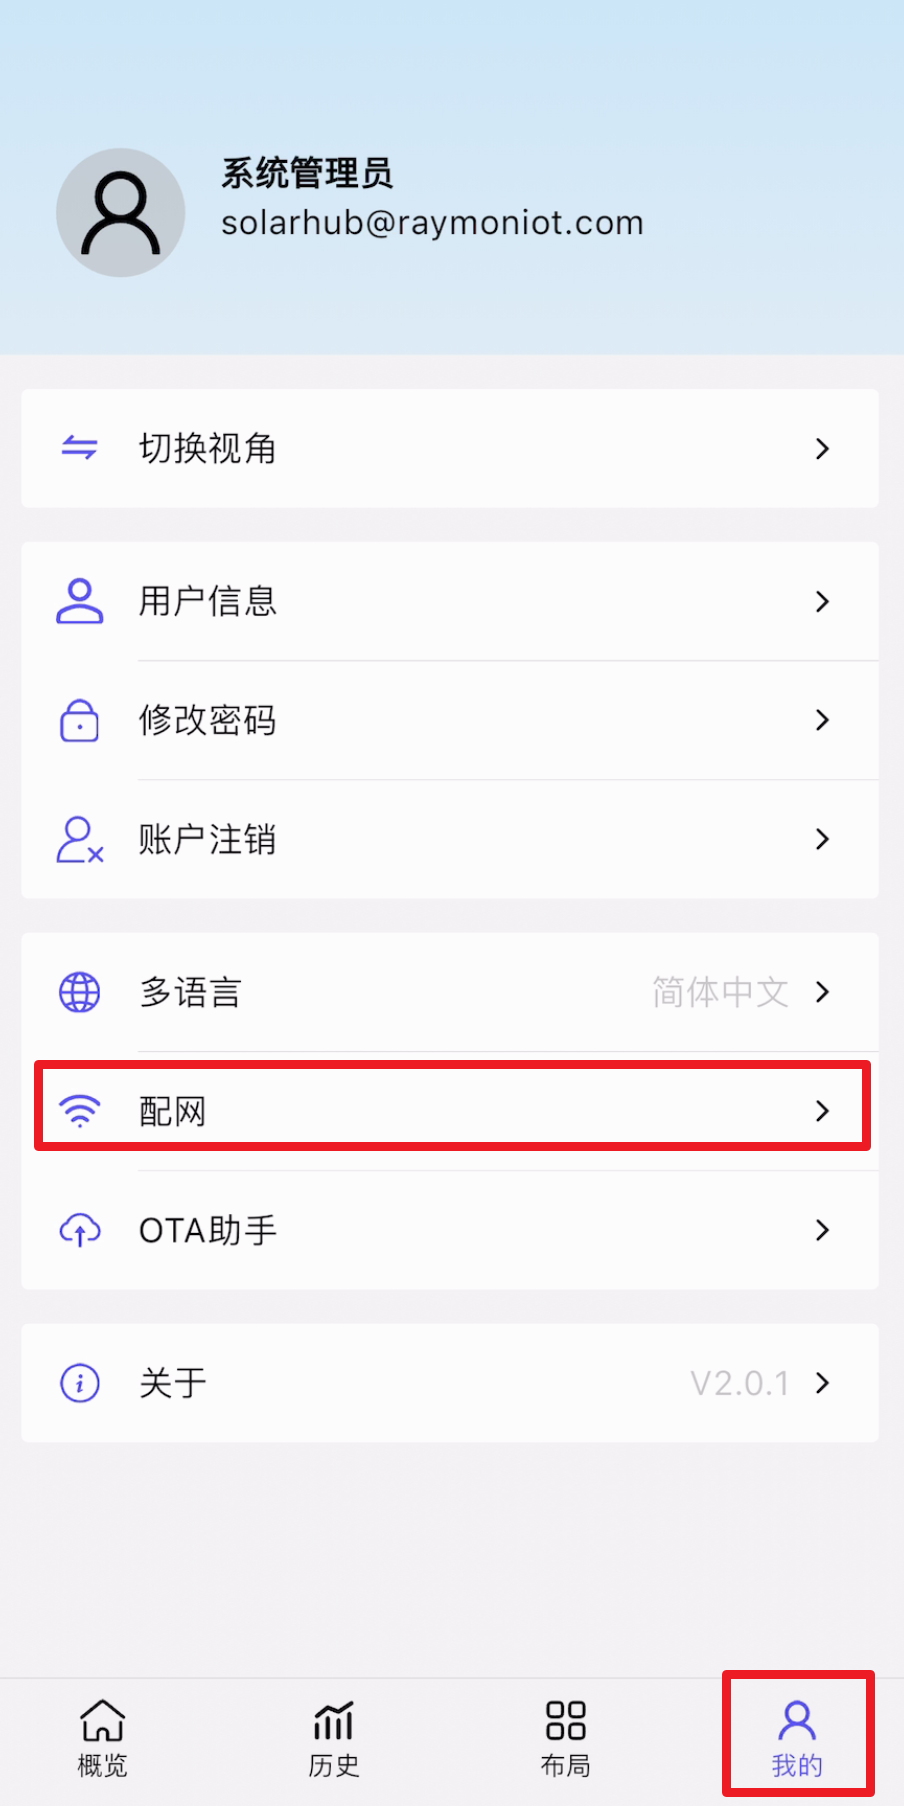 系统管理员
solarhub@raymoniot.com
切换视角
用户信息
修改密码
账户注销
多语言 简体中文
配网
OTA助手
关于 V2.0.1
概览 历史 布局 我的